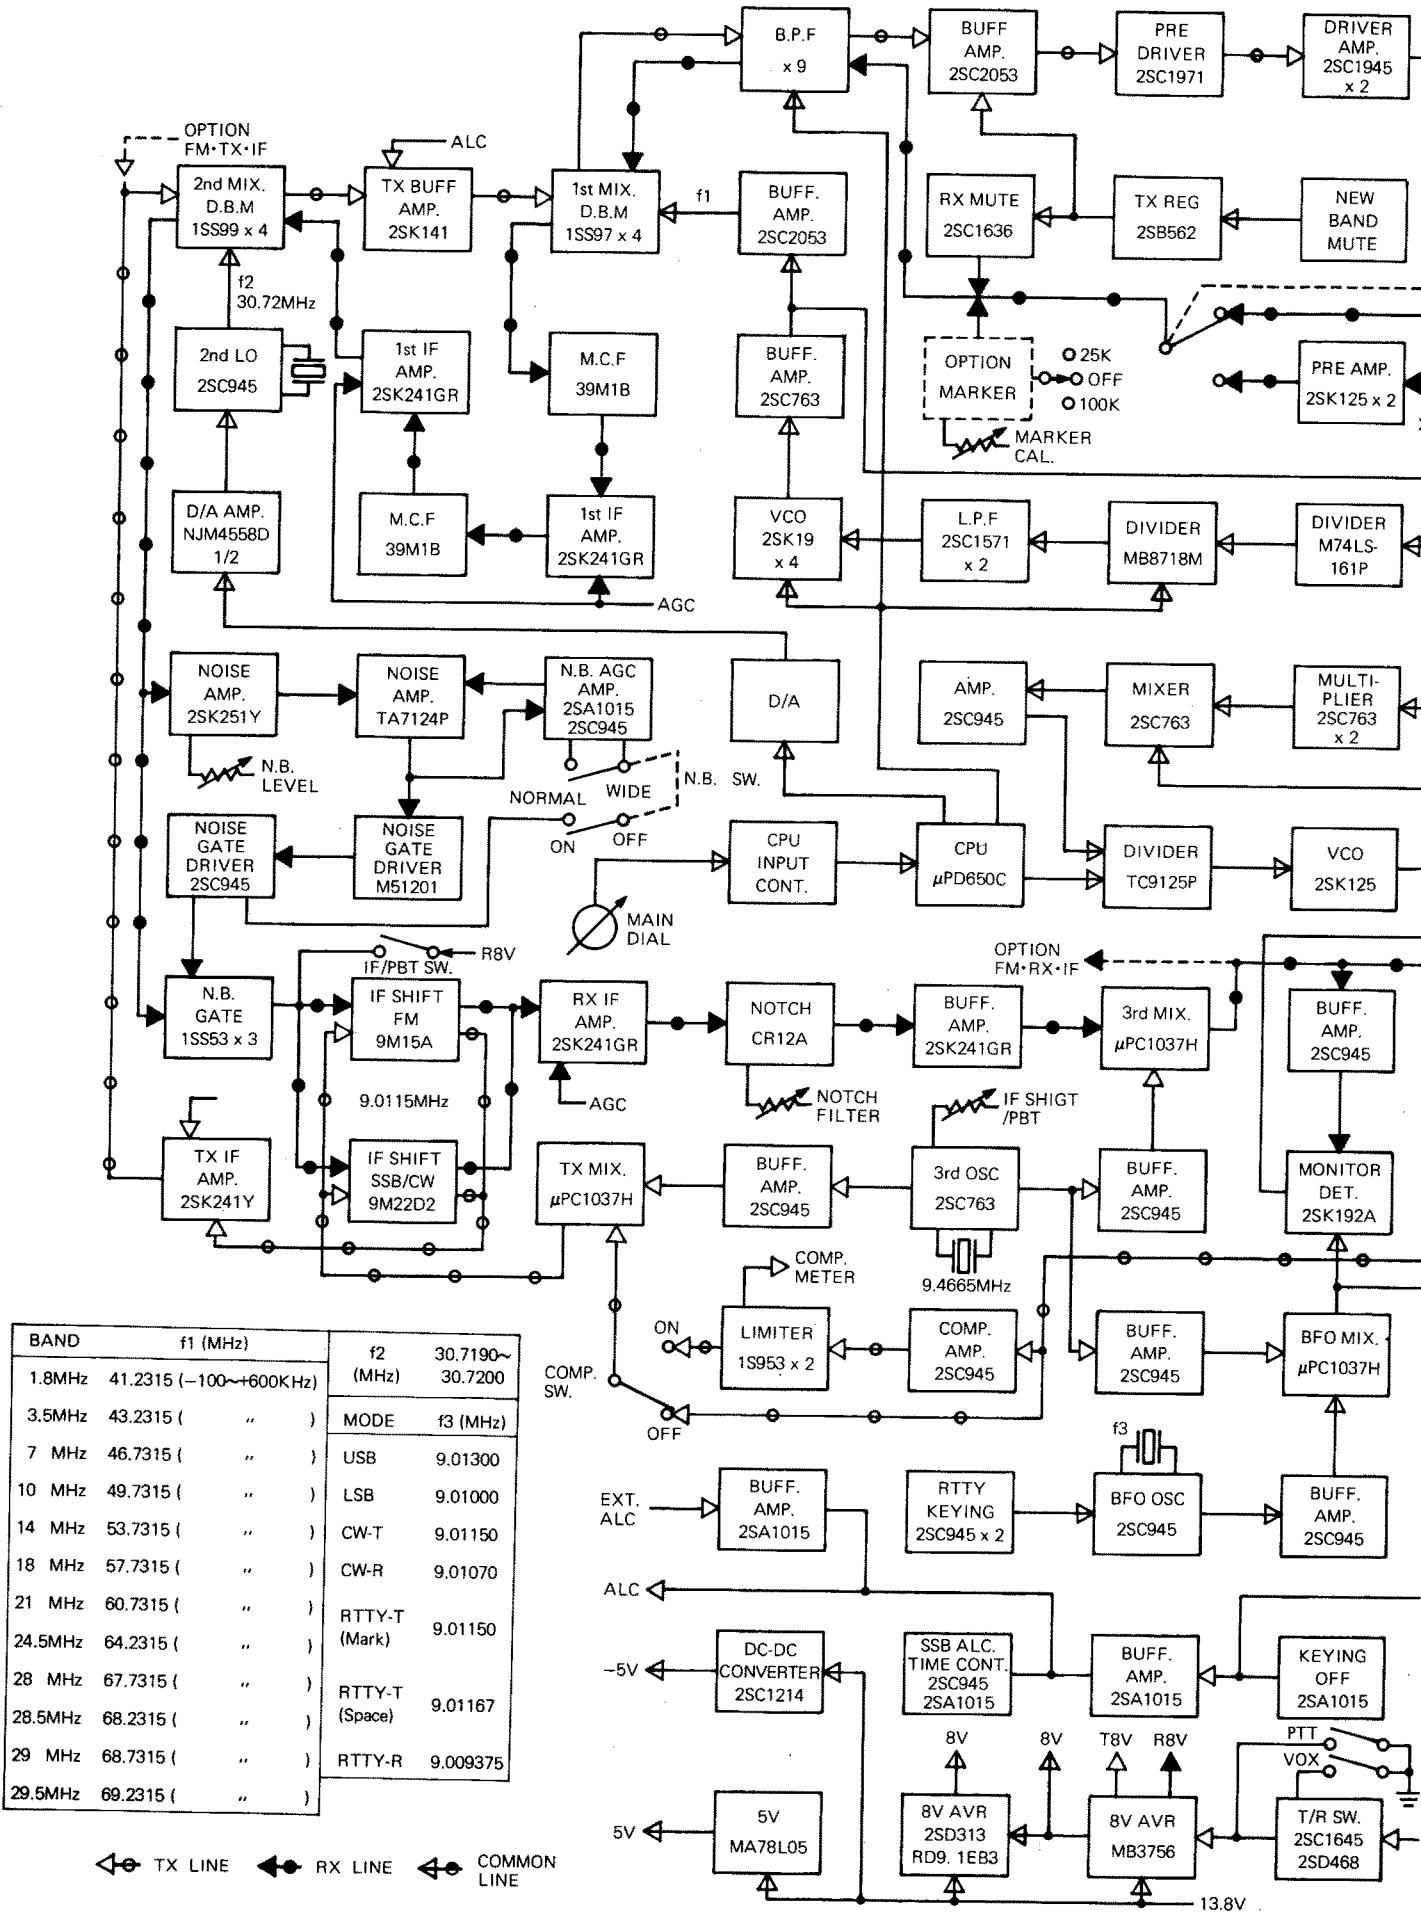 B.P.F
x 9
BUFF
AMP.
2SC2053
PRE
DRIVER
2SC1971
DRIVER
AMP.
2SC1945
x 2
OPTION
FM·TX·IF
ALC
2nd MIX.
D.B.M
1SS99 x 4
TX BUFF
AMP.
2SK141
1st MIX.
D.B.M
1SS97 x 4
f1
BUFF.
AMP.
2SC2053
RX MUTE
2SC1636
TX REG
2SB562
NEW
BAND
MUTE
f2
30.72MHz
2nd LO
2SC945
1st IF
AMP.
2SK241GR
M.C.F
39M1B
BUFF.
AMP.
2SC763
OPTION
MARKER
25K
OFF
100K
MARKER
CAL.
PRE AMP.
2SK125 x 2
D/A AMP.
NJM4558D
1/2
M.C.F
39M1B
1st IF
AMP.
2SK241GR
AGC
VCO
2SK19
x 4
L.P.F
2SC1571
x 2
DIVIDER
MB8718M
DIVIDER
M74LS-
161P
NOISE
AMP.
2SK251Y
NOISE
AMP.
TA7124P
N.B. AGC
AMP.
2SA1015
2SC945
D/A
AMP.
2SC945
MIXER
2SC763
MULTI-
PLIER
2SC763
x 2
N.B.
LEVEL
NORMAL
WIDE
N.B. SW.
ON
OFF
NOISE
GATE
DRIVER
2SC945
NOISE
GATE
DRIVER
M51201
CPU
INPUT
CONT.
CPU
μPD650C
DIVIDER
TC9125P
VCO
2SK125
MAIN
DIAL
R8V
IF/PBT SW.
OPTION
FM·RX·IF
N.B.
GATE
1SS53 x 3
IF SHIFT
FM
9M15A
RX IF
AMP.
2SK241GR
NOTCH
CR12A
BUFF.
AMP.
2SK241GR
3rd MIX.
μPC1037H
BUFF.
AMP.
2SC945
9.0115MHz
AGC
NOTCH
FILTER
IF SHIGT
/PBT
TX IF
AMP.
2SK241Y
IF SHIFT
SSB/CW
9M22D2
TX MIX.
μPC1037H
BUFF.
AMP.
2SC945
3rd OSC
2SC763
BUFF.
AMP.
2SC945
MONITOR
DET.
2SK192A
9.4665MHz
COMP.
METER
ON
LIMITER
1S953 x 2
COMP.
AMP.
2SC945
BUFF.
AMP.
2SC945
BFO MIX.
μPC1037H
COMP.
SW.
OFF
BAND f1 (MHz)
1.8MHz 41.2315 (−100~+600KHz)
3.5MHz 43.2315 ( ″ )
7 MHz 46.7315 ( ″ )
10 MHz 49.7315 ( ″ )
14 MHz 53.7315 ( ″ )
18 MHz 57.7315 ( ″ )
21 MHz 60.7315 ( ″ )
24.5MHz 64.2315 ( ″ )
28 MHz 67.7315 ( ″ )
28.5MHz 68.2315 ( ″ )
29 MHz 68.7315 ( ″ )
29.5MHz 69.2315 ( ″ )
f2 30.7190~
(MHz) 30.7200
MODE f3 (MHz)
USB 9.01300
LSB 9.01000
CW-T 9.01150
CW-R 9.01070
RTTY-T
(Mark) 9.01150
RTTY-T
(Space) 9.01167
RTTY-R 9.009375
f3
EXT.
ALC
BUFF.
AMP.
2SA1015
RTTY
KEYING
2SC945 x 2
BFO OSC
2SC945
BUFF.
AMP.
2SC945
ALC
−5V
DC-DC
CONVERTER
2SC1214
SSB ALC.
TIME CONT.
2SC945
2SA1015
BUFF.
AMP.
2SA1015
KEYING
OFF
2SA1015
8V
8V
T8V
R8V
PTT
VOX
5V
5V
MA78L05
8V AVR
2SD313
RD9. 1EB3
8V AVR
MB3756
T/R SW.
2SC1645
2SD468
13.8V
TX LINE
RX LINE
COMMON
LINE